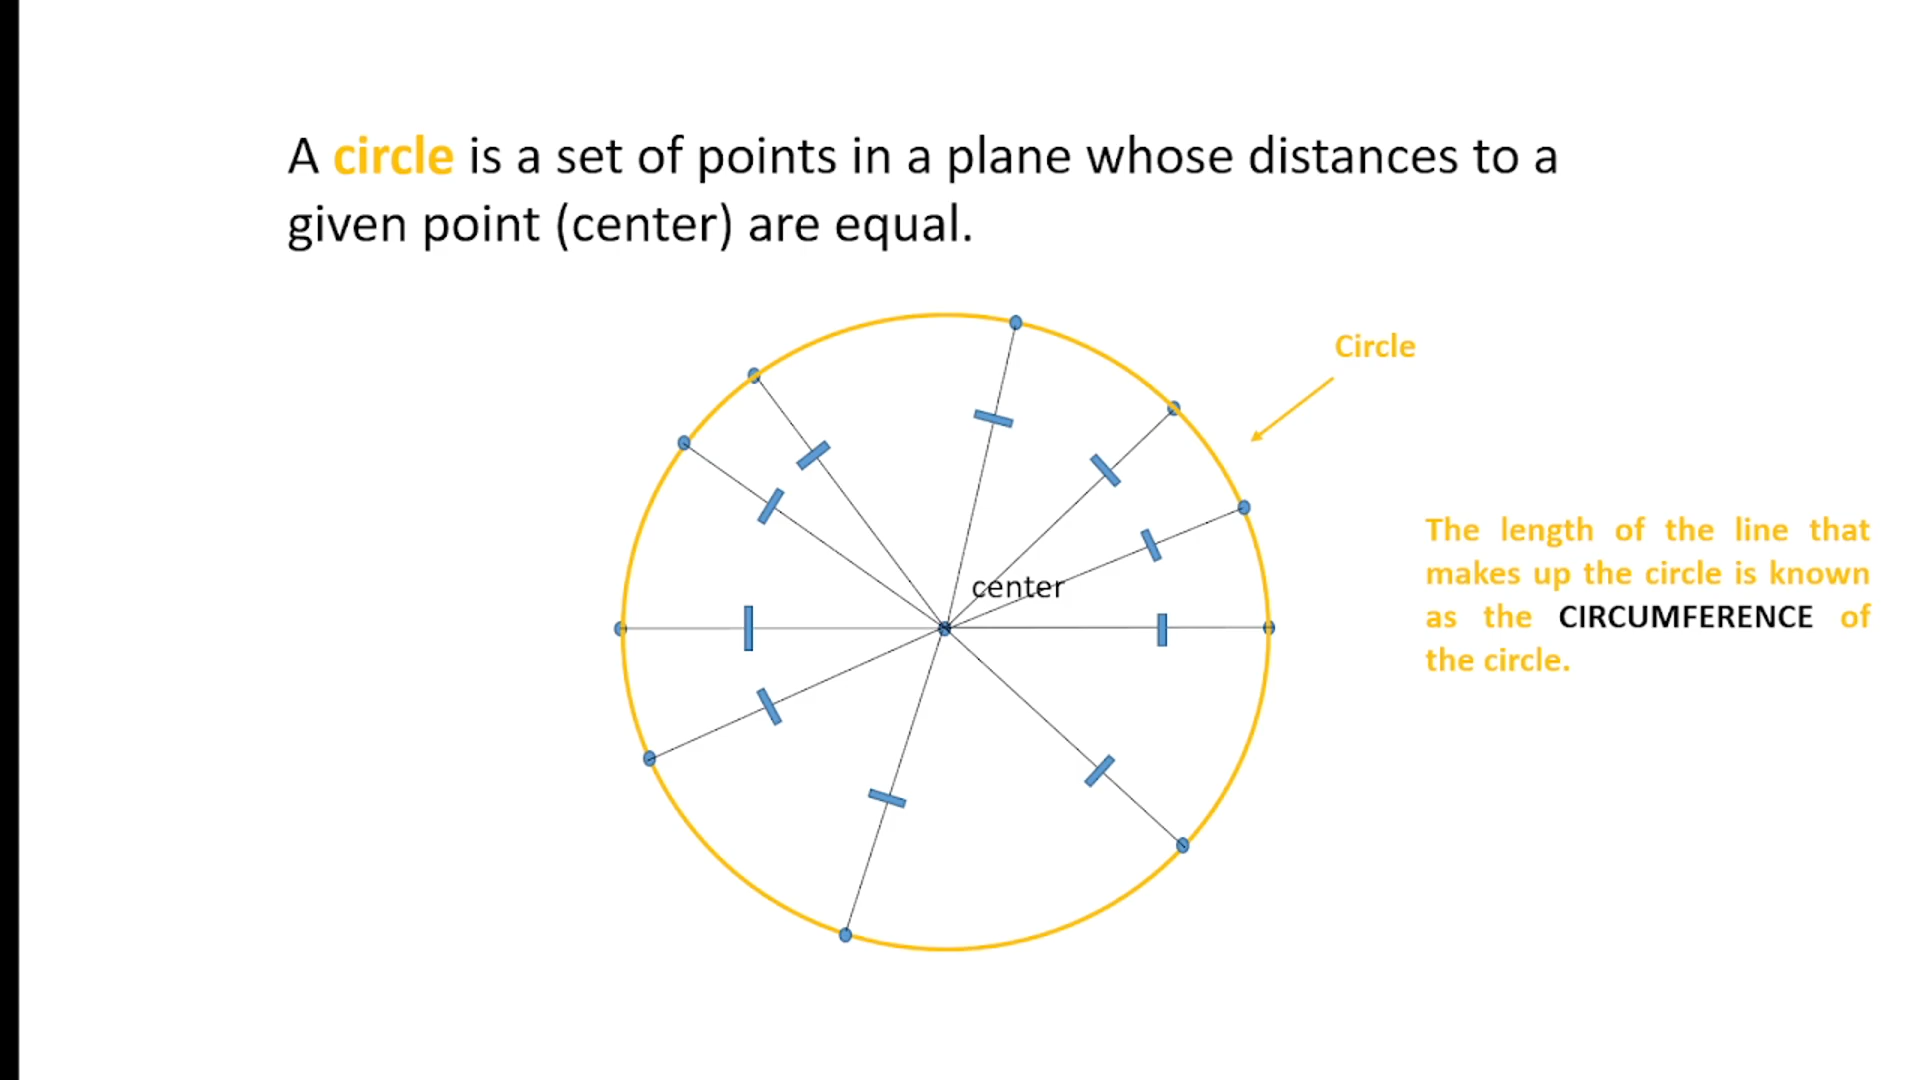 A circle is a set of points in a plane whose distances to a
given point (center) are equal.
Circle
center
The length of the line that
makes up the circle is known
as the CIRCUMFERENCE of
the circle.